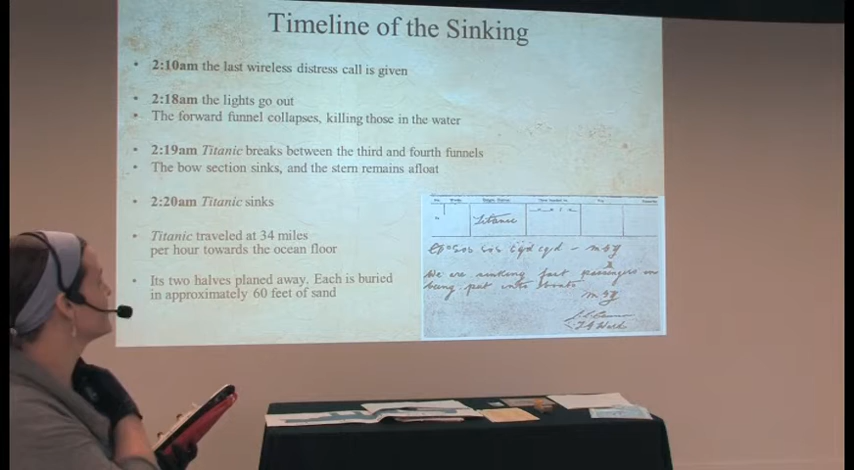 Timeline of the Sinking
• 2:10am the last wireless distress call is given
• 2:18am the lights go out
• The forward funnel collapses, killing those in the water
• 2:19am Titanic breaks between the third and fourth funnels
• The bow section sinks, and the stern remains afloat
• 2:20am Titanic sinks
• Titanic traveled at 34 miles
per hour towards the ocean floor
• Its two halves planed away. Each is buried
in approximately 60 feet of sand
Titanic
We are sinking fast passengers
being put into boats